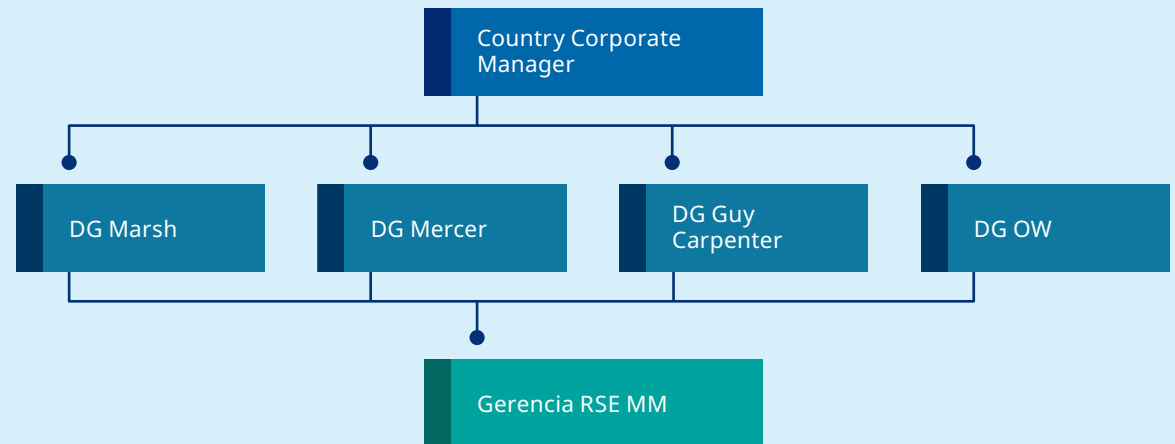 Country Corporate
Manager
DG Marsh
DG Mercer
DG Guy
Carpenter
DG OW
Gerencia RSE MM